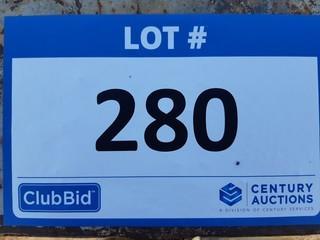 LOT #
280
ClubBid
CENTURY
AUCTIONS
A DIVISION OF CENTURY SERVICES